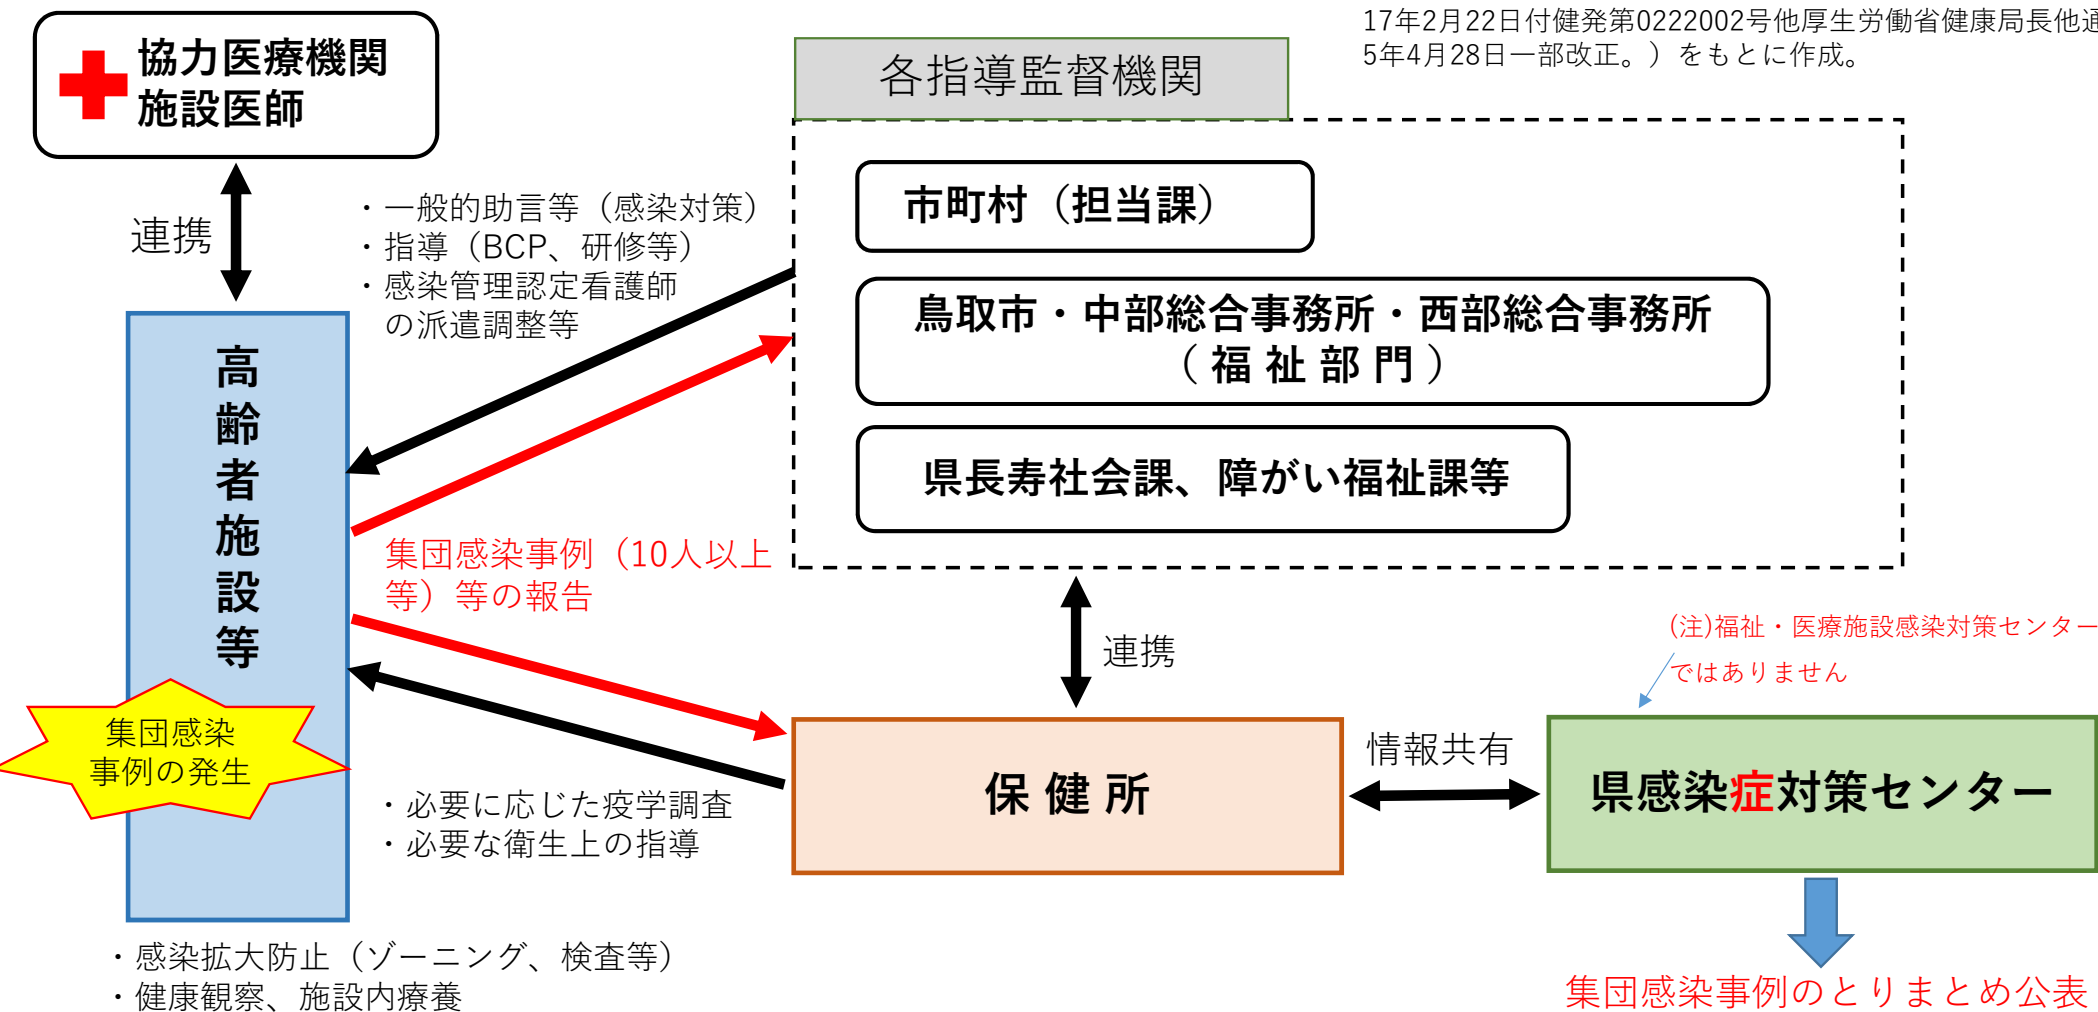 17年2月22日付健発第0222002号他厚生労働省健康局長他通
5年4月28日一部改正。）をもとに作成。
協力医療機関
施設医師
各指導監督機関
連携
・一般的助言等（感染対策）
・指導（BCP、研修等）
・感染管理認定看護師
の派遣調整等
市町村（担当課）
鳥取市・中部総合事務所・西部総合事務所
（福祉部門）
県長寿社会課、障がい福祉課等
高齢者施設等
集団感染事例（10人以上
等）等の報告
連携
(注)福祉・医療施設感染対策センター
ではありません
集団感染
事例の発生
保健所
情報共有
県感染症対策センター
・必要に応じた疫学調査
・必要な衛生上の指導
・感染拡大防止（ゾーニング、検査等）
・健康観察、施設内療養
集団感染事例のとりまとめ公表